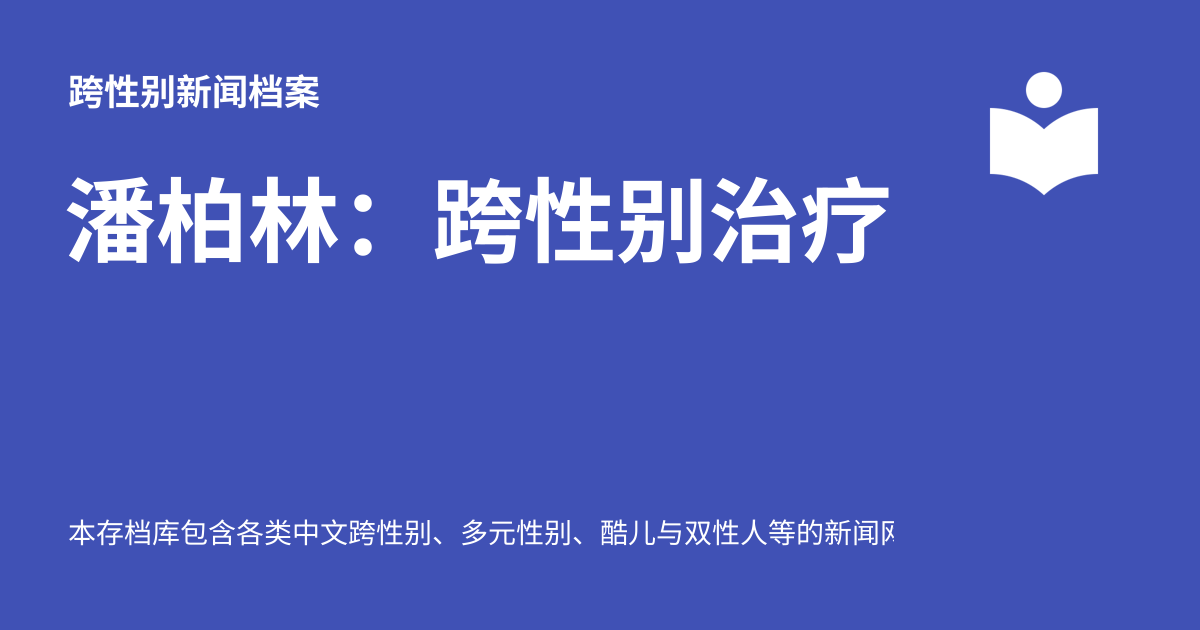 跨性别新闻档案
潘柏林：跨性别治疗
本存档库包含各类中文跨性别、多元性别、酷儿与双性人等的新闻